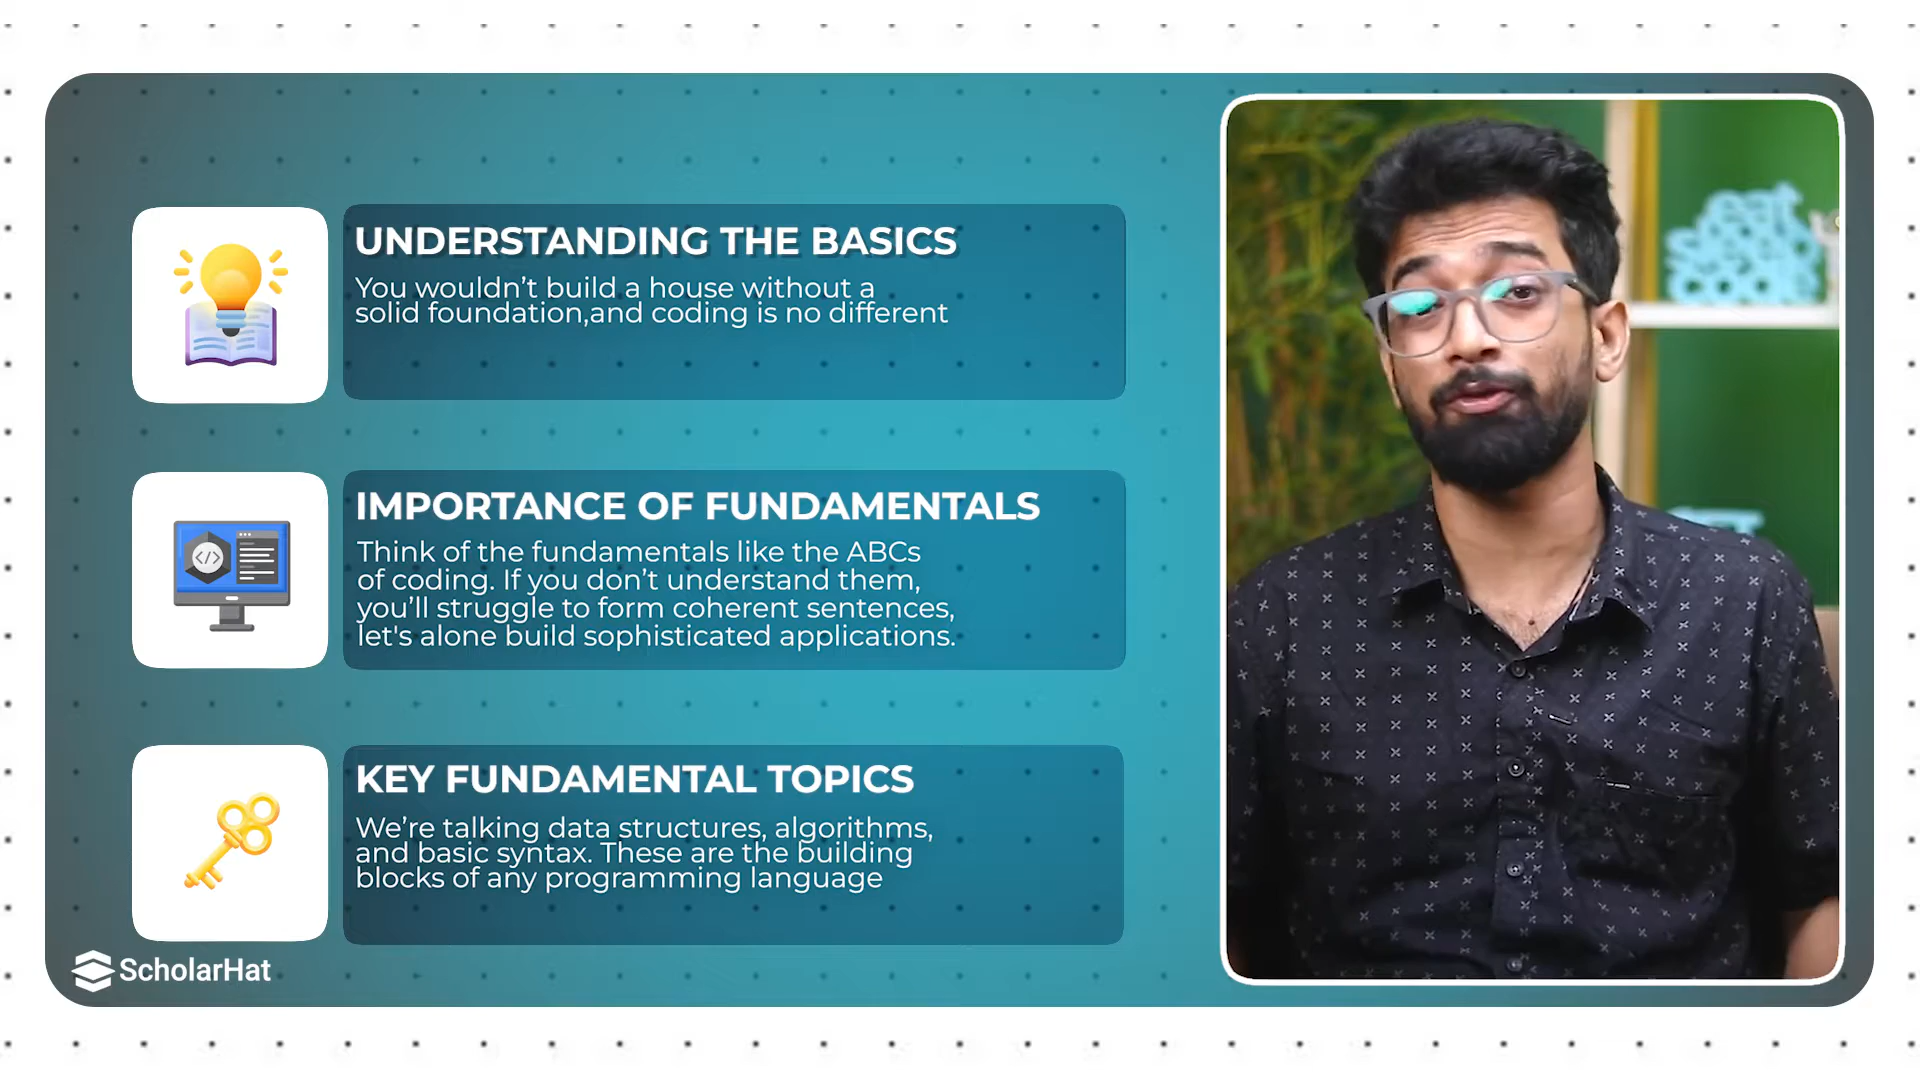 UNDERSTANDING THE BASICS
You wouldn’t build a house without a
solid foundation,and coding is no different
IMPORTANCE OF FUNDAMENTALS
Think of the fundamentals like the ABCs
of coding. If you don’t understand them,
you’ll struggle to form coherent sentences,
let's alone build sophisticated applications.
KEY FUNDAMENTAL TOPICS
We’re talking data structures, algorithms,
and basic syntax. These are the building
blocks of any programming language
ScholarHat